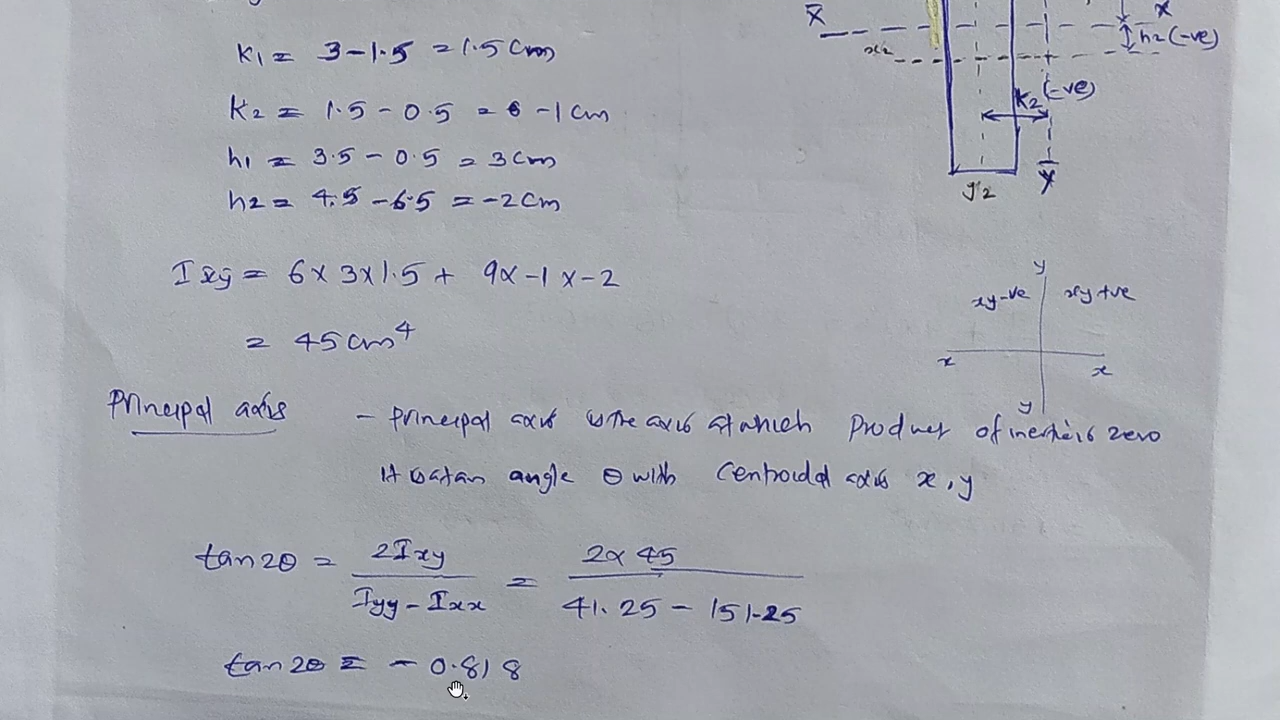 K1 = 3 - 1.5 = 1.5 cm
K2 = 1.5 - 0.5 = -1 cm
h1 = 3.5 - 0.5 = 3 cm
h2 = 4.5 - 6.5 = -2 cm
Ixy = 6 x 3 x 1.5 + 9 x -1 x -2
= 45 cm⁴
Principal axis - Principal axis is the axis at which product of inertia is zero
It is at an angle θ with centroidal axis x, y
tan 2θ = 2Ixy / Iyy - Ixx = 2 x 45 / 41.25 - 151.25
tan 2θ = - 0.818
X̄ X
h2 (-ve)
x2
K2 (-ve)
Y̅
y2
y
xy -ve xy +ve
x x
y